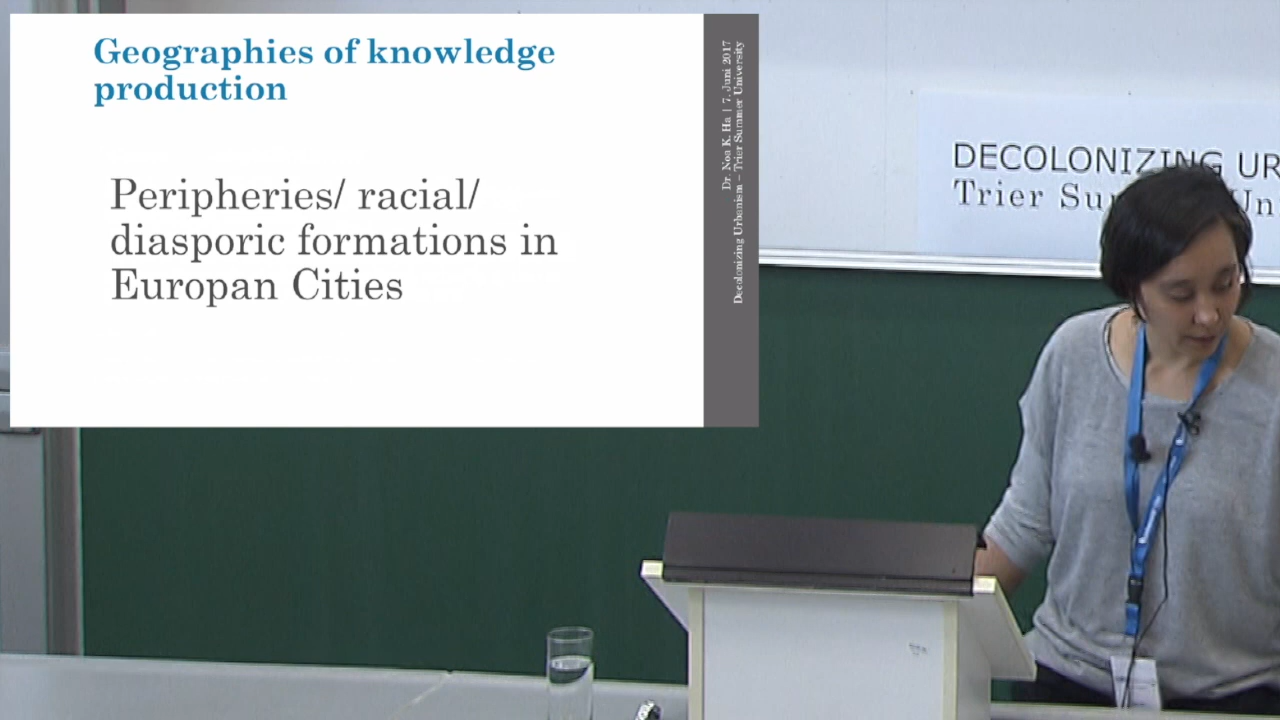 Geographies of knowledge
production
Peripheries/ racial/
diasporic formations in
Europan Cities
Dr. Noa K. Ha | 7. Juni 2017
Decolonizing Urbanism – Trier Summer University
DECOLONIZING UR
Trier Su Un